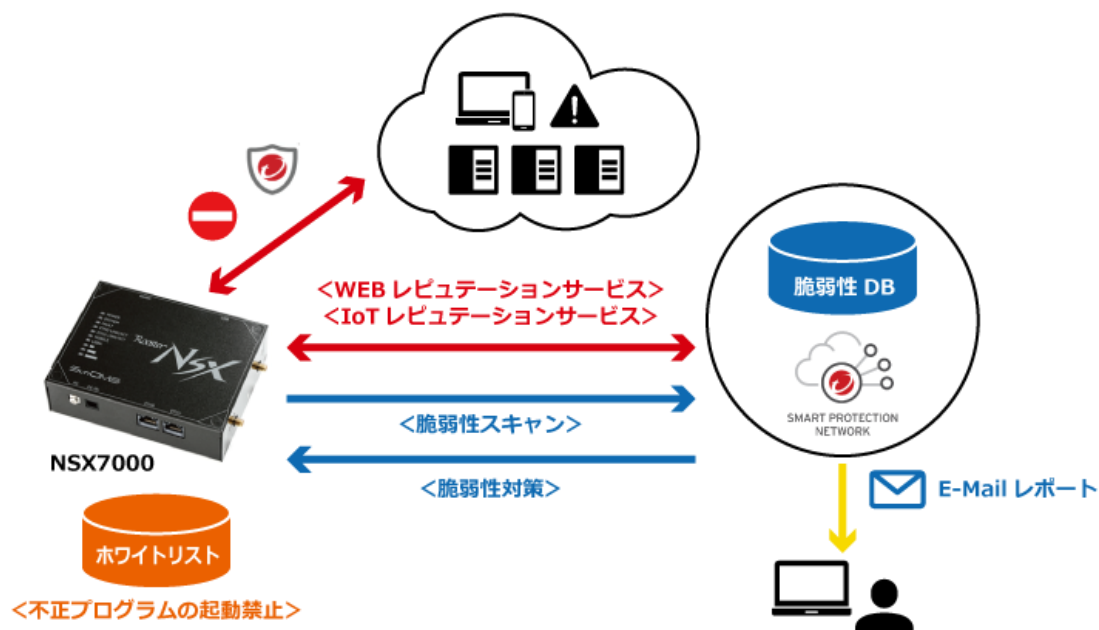 <WEB レピュテーションサービス>
<IoT レピュテーションサービス>
脆弱性 DB
Rooster NSX
SunDMS
SMART PROTECTION
NETWORK
<脆弱性スキャン>
NSX7000
<脆弱性対策>
E-Mail レポート
ホワイトリスト
<不正プログラムの起動禁止>